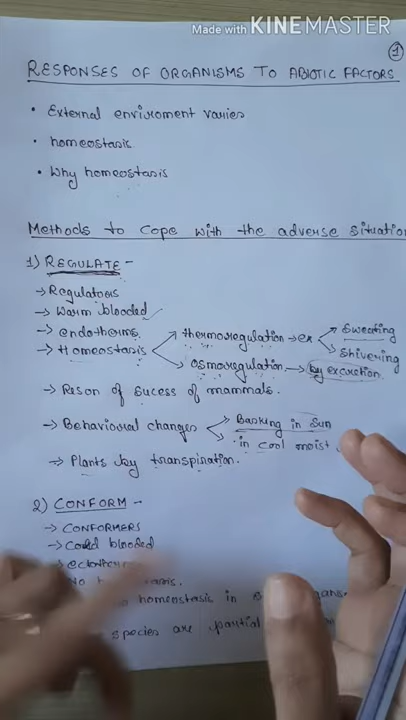 Made with KINEMASTER
1
RESPONSES OF ORGANISMS TO ABIOTIC FACTORS
• External enviroment varies
• homeostasis
• Why homeostasis
Methods to cope with the adverse situation
1) REGULATE -
→ Regulators
→ Warm blooded
→ endotherms
→ Homeostasis
thermoregulation → ex
Sweating
Shivering
osmoregulation → by excretion.
→ Reson of sucess of mammals.
→ Behavioural changes
Basking in Sun
in cool moist
→ Plants by transpiration.
2) CONFORM -
→ CONFORMERS
→ Cold blooded
→
No
homeostasis in
species are partial